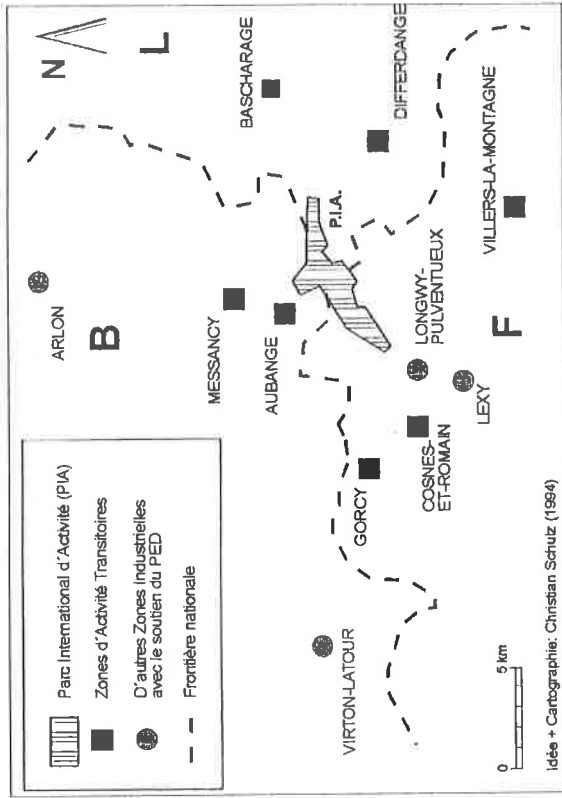 Parc International d'Activité (PIA)
Zones d'Activité Transitoires
D'autres Zones Industrielles
avec le soutien du PED
Frontière nationale
N
L
B
F
ARLON
BASCHARAGE
MESSANCY
AUBANGE
P.I.A.
DIFFERDANGE
GORCY
LONGWY-
PULVENTUEUX
COSNES-
ET-ROMAIN
LEXY
VILLERS-LA-MONTAGNE
VIRTON-LATOUR
0
5 km
Idée + Cartographie: Christian Schulz (1994)